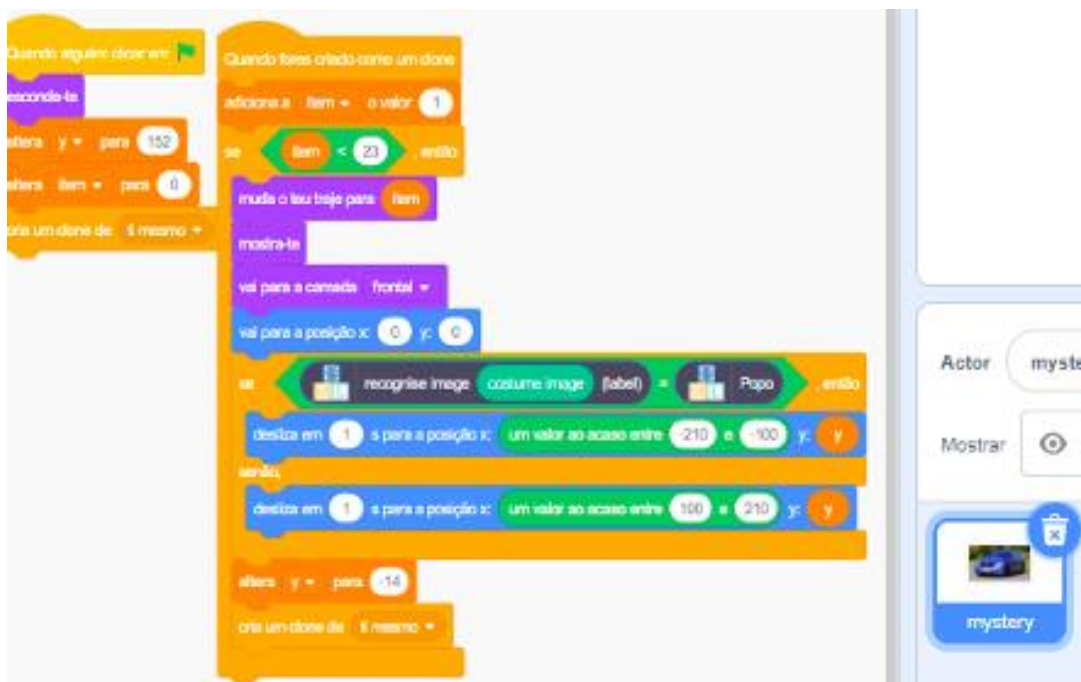 Quando alguém clicar em
esconde-te
altera y para 152
altera item para 0
cria um clone de ti mesmo
Quando fores criado como um clone
adiciona a item o valor 1
se item < 23 , então
muda o teu traje para item
mostra-te
vai para a camada frontal
vai para a posição x: 0 y: 0
se recognise image costume image (label) = Popo , então
desliza em 1 s para a posição x: um valor ao acaso entre -210 e -100 y: y
senão,
desliza em 1 s para a posição x: um valor ao acaso entre 100 e 210 y: y
altera y para -14
cria um clone de ti mesmo
Actor myste
Mostrar
mystery